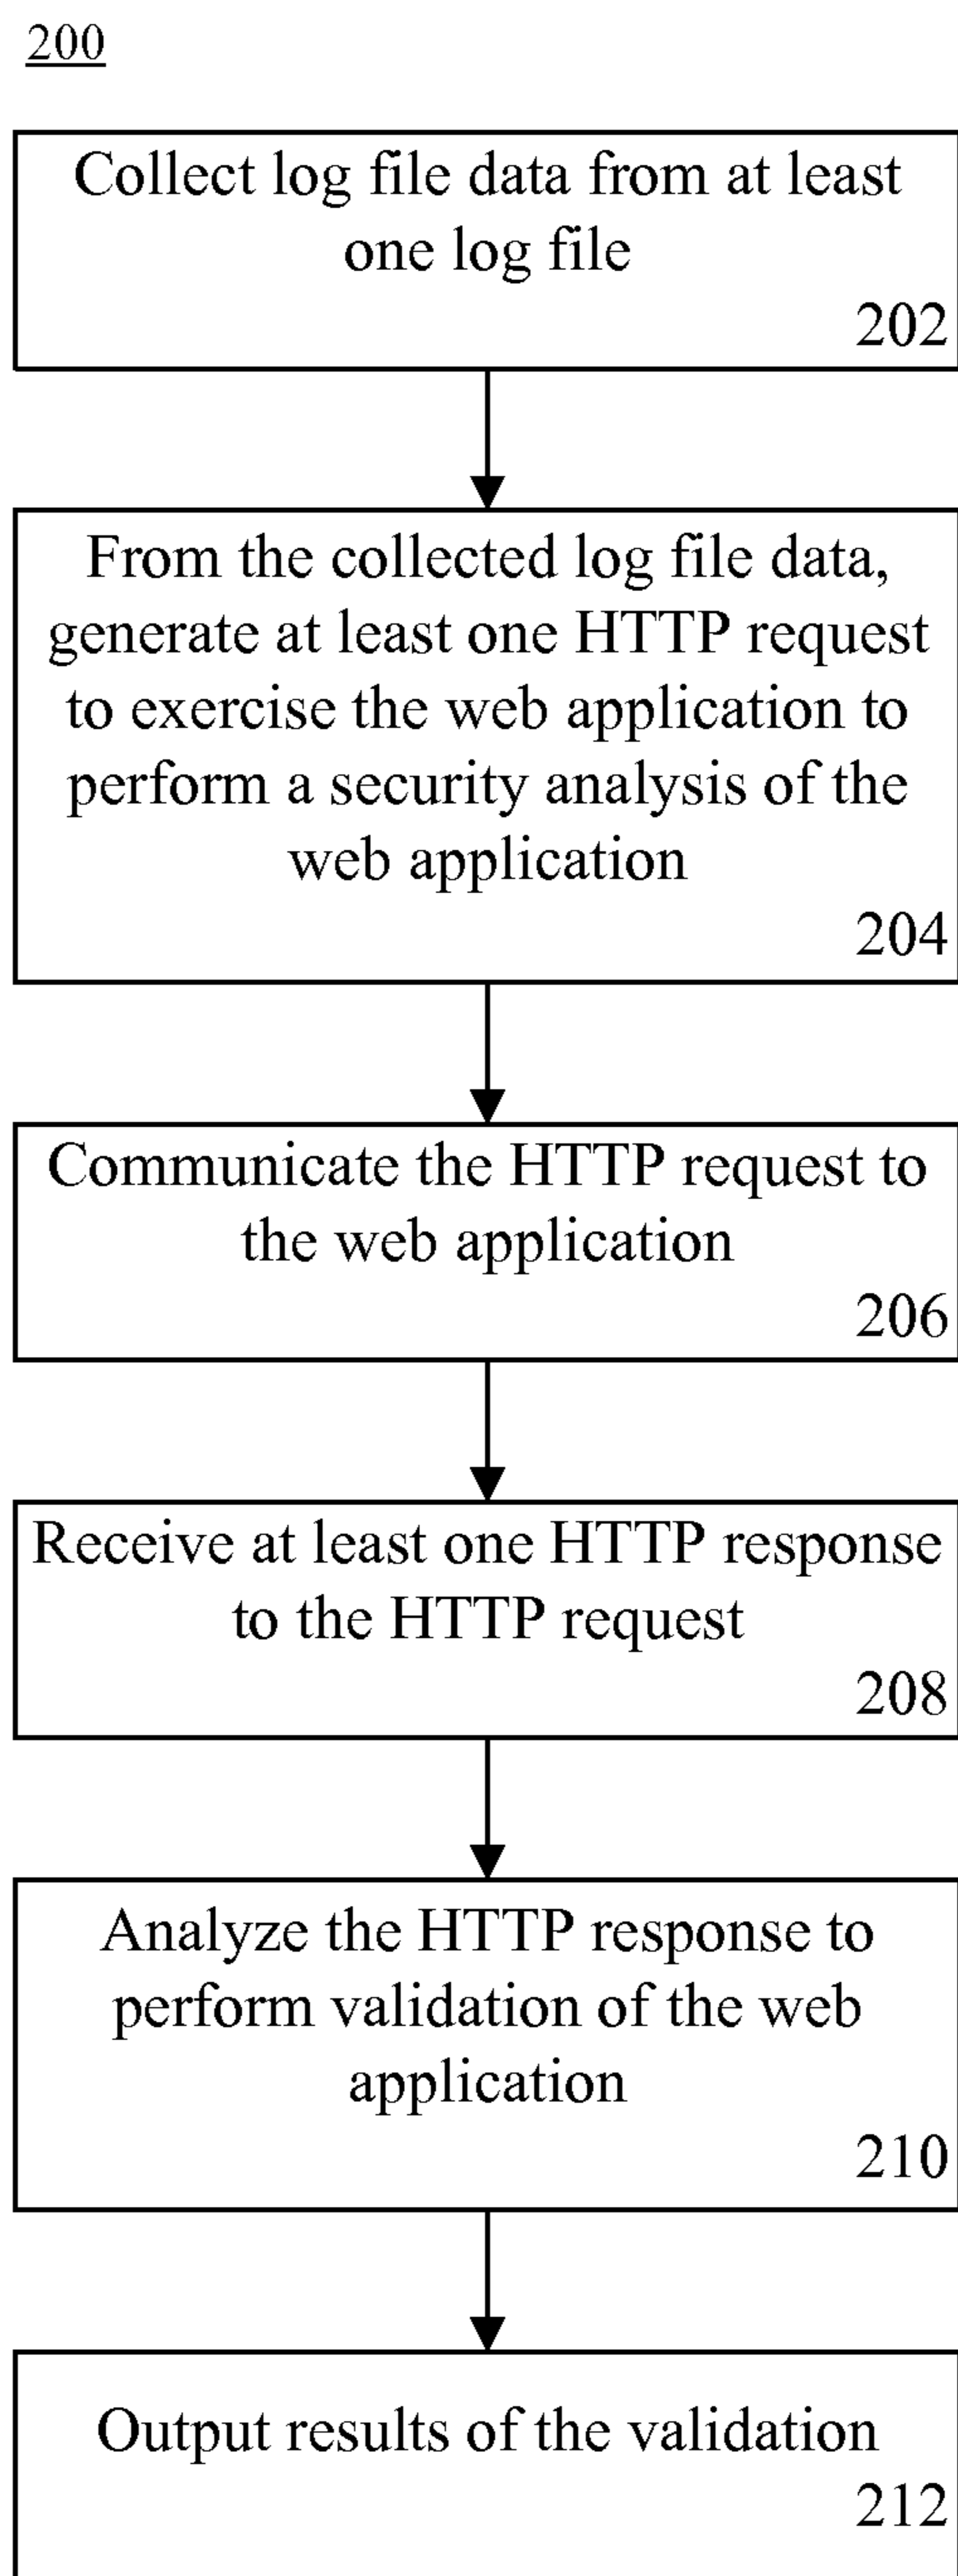 200
Collect log file data from at least
one log file
202
From the collected log file data,
generate at least one HTTP request
to exercise the web application to
perform a security analysis of the
web application
204
Communicate the HTTP request to
the web application
206
Receive at least one HTTP response
to the HTTP request
208
Analyze the HTTP response to
perform validation of the web
application
210
Output results of the validation
212